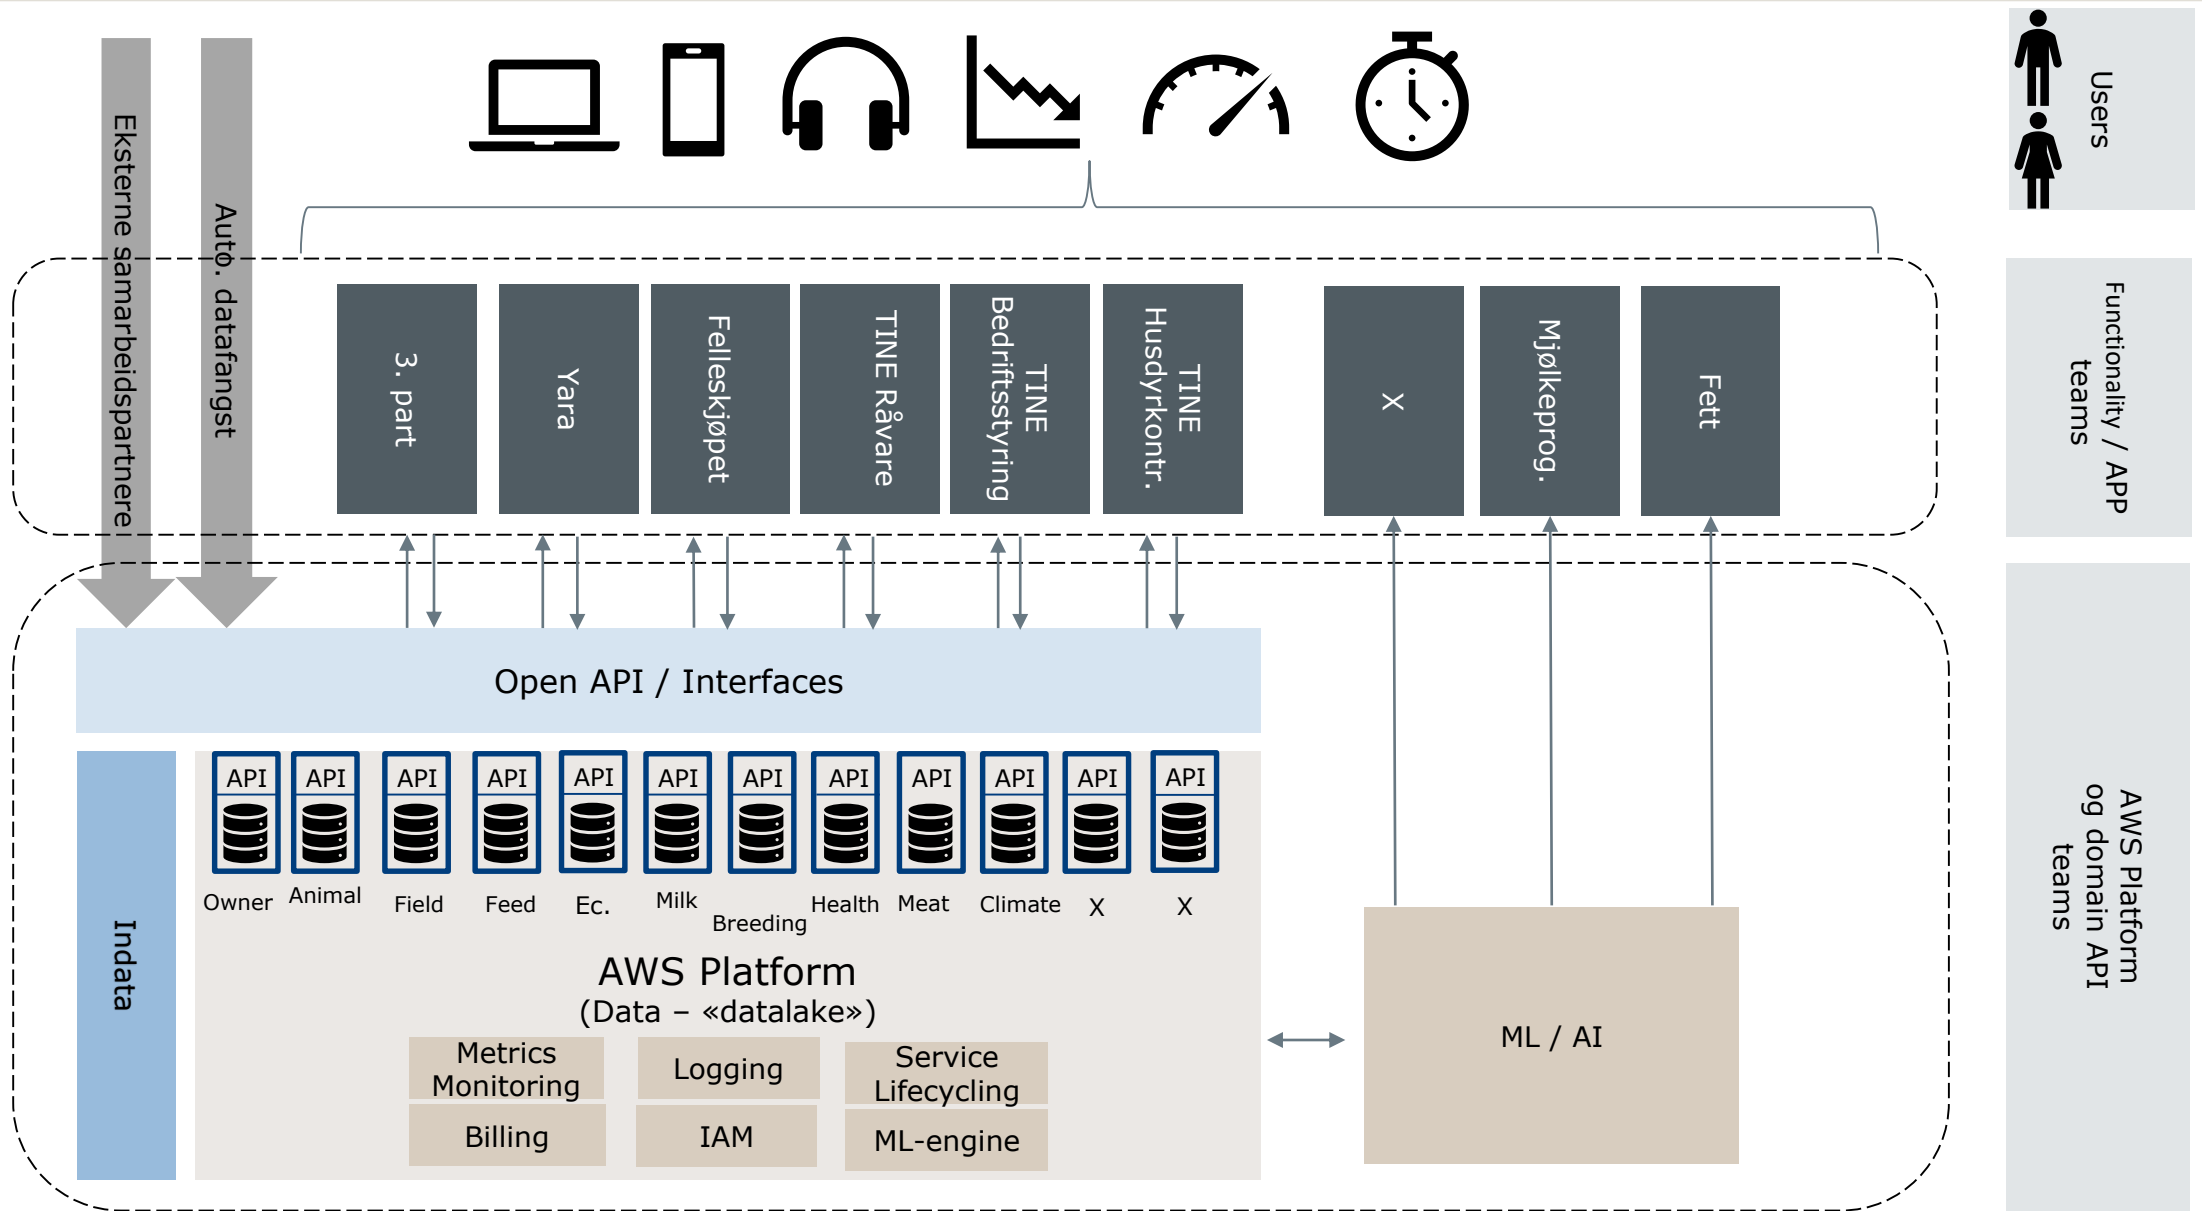 Eksterne samarbeidspartnere
Auto. datafangst
Users
3. part
Yara
Felleskjøpet
TINE Råvare
TINE
Bedriftsstyring
TINE
Husdyrkontr.
X
Mjølkeprog.
Fett
Functionality / APP
teams
Open API / Interfaces
Indata
API
API
API
API
API
API
API
API
API
API
API
API
Owner
Animal
Field
Feed
Ec.
Milk
Breeding
Health
Meat
Climate
X
X
AWS Platform
(Data – «datalake»)
Metrics
Monitoring
Logging
Service
Lifecycling
Billing
IAM
ML-engine
ML / AI
AWS Platform
og domain API
teams